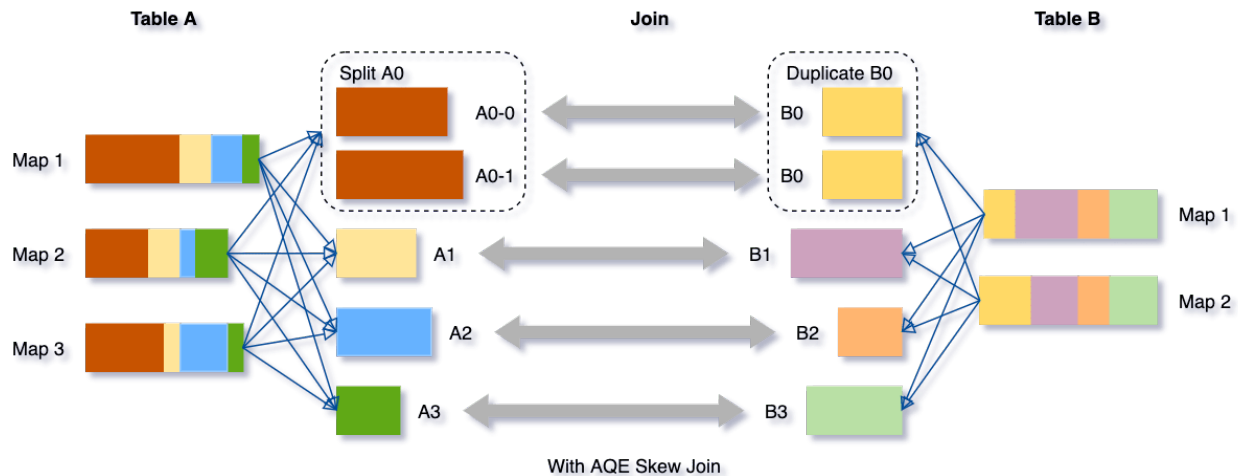 Table A
Join
Table B
Split A0
Duplicate B0
A0-0
B0
Map 1
A0-1
B0
Map 1
Map 2
A1
B1
Map 2
Map 3
A2
B2
A3
B3
With AQE Skew Join